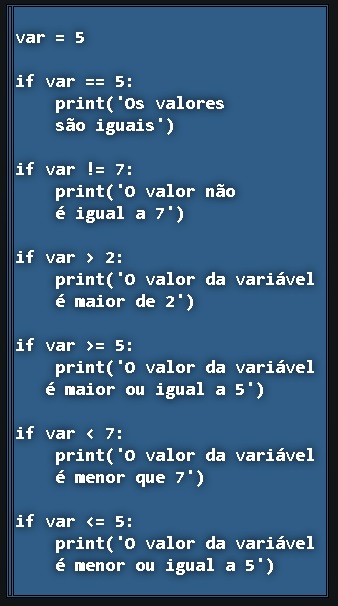 var = 5
if var == 5:
print('Os valores
são iguais')
if var != 7:
print('O valor não
é igual a 7')
if var > 2:
print('O valor da variável
é maior de 2')
if var >= 5:
print('O valor da variável
é maior ou igual a 5')
if var < 7:
print('O valor da variável
é menor que 7')
if var <= 5:
print('O valor da variável
é menor ou igual a 5')